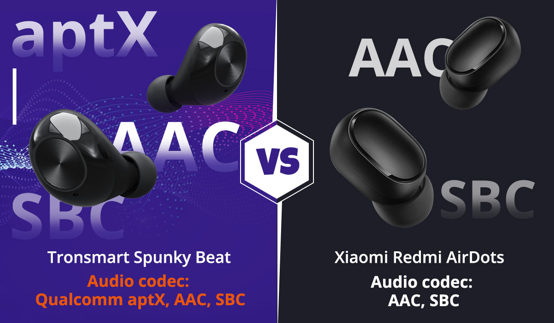 aptX
AAC
SBC
Tronsmart Spunky Beat
Audio codec:
Qualcomm aptX, AAC, SBC
VS
AAC
SBC
Xiaomi Redmi AirDots
Audio codec:
AAC, SBC